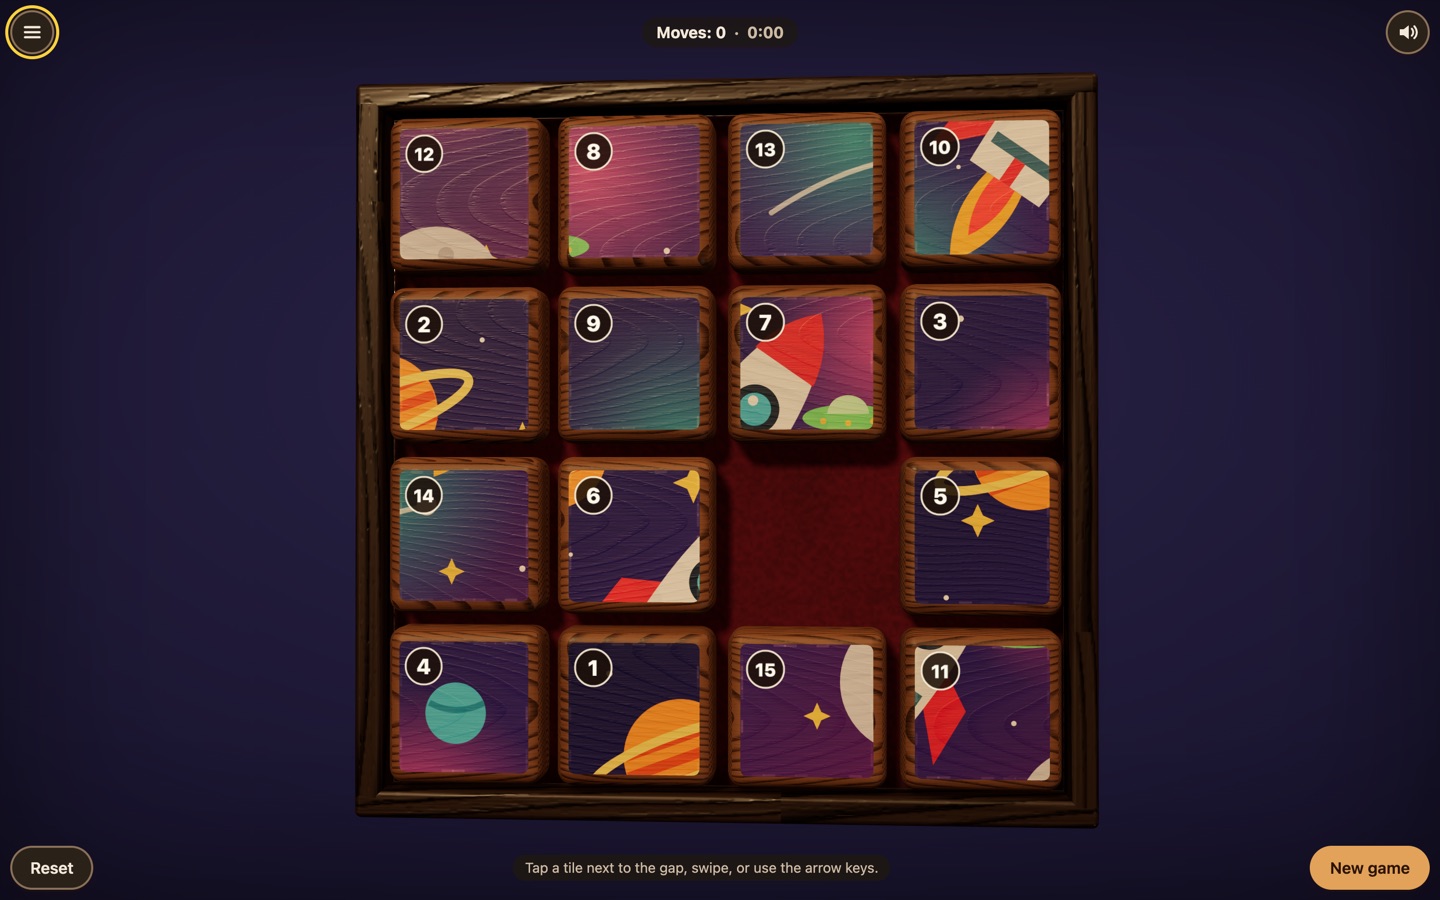 Moves: 0 · 0:00
12 8 13 10
2 9 7 3
14 6 5
4 1 15 11
Reset
Tap a tile next to the gap, swipe, or use the arrow keys.
New game